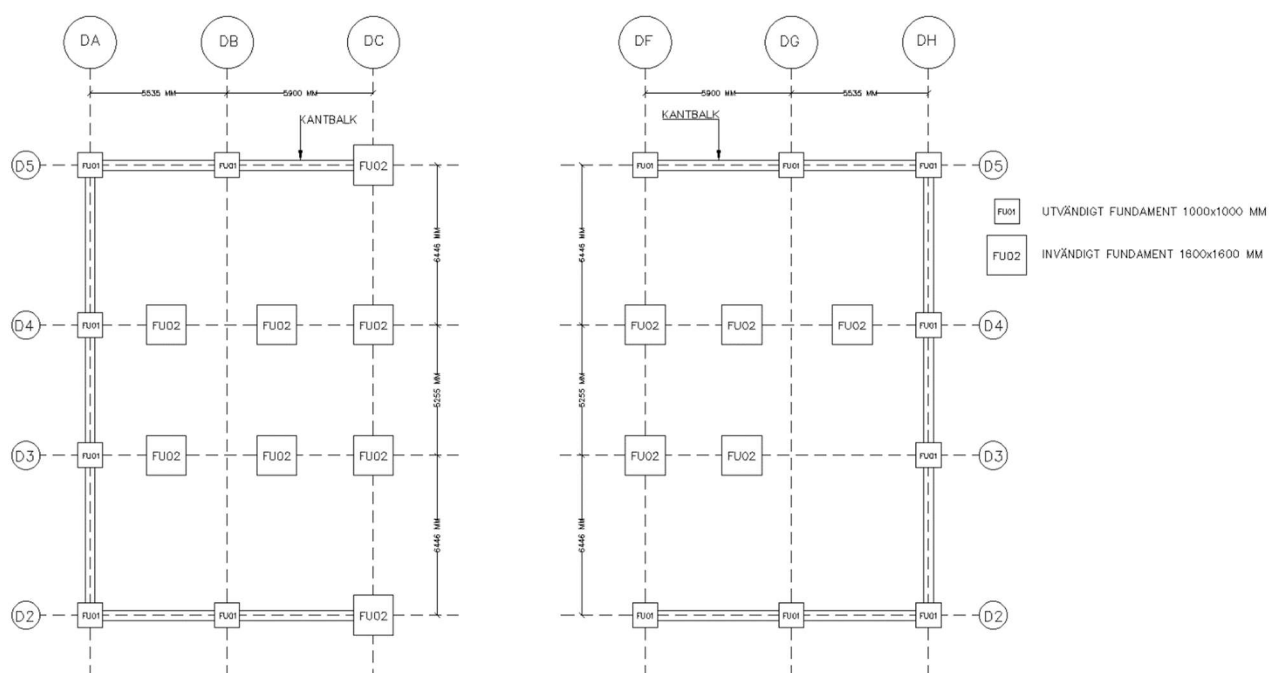 DA DB DC DF DG DH
5535 MM 5900 MM 5900 MM 5535 MM
KANTBALK KANTBALK
D5 FU01 FU01 FU02 FU01 FU01 FU01 D5
FU01 UTVÄNDIGT FUNDAMENT 1000x1000 MM
6446 MM 6446 MM
FU02 INVÄNDIGT FUNDAMENT 1600x1600 MM
D4 FU01 FU02 FU02 FU02 FU02 FU02 FU02 FU01 D4
5255 MM 5255 MM
D3 FU01 FU02 FU02 FU02 FU02 FU02 FU01 D3
6446 MM 6446 MM
D2 FU01 FU01 FU02 FU01 FU01 FU01 D2